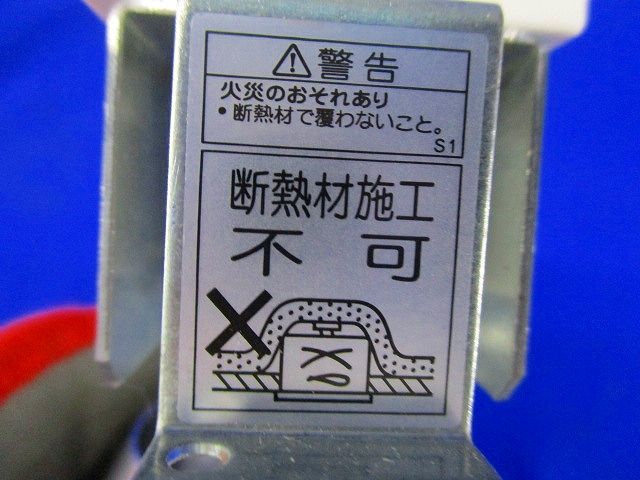 ⚠警告
火災のおそれあり
・断熱材で覆わないこと。
S1
断熱材施工
不可